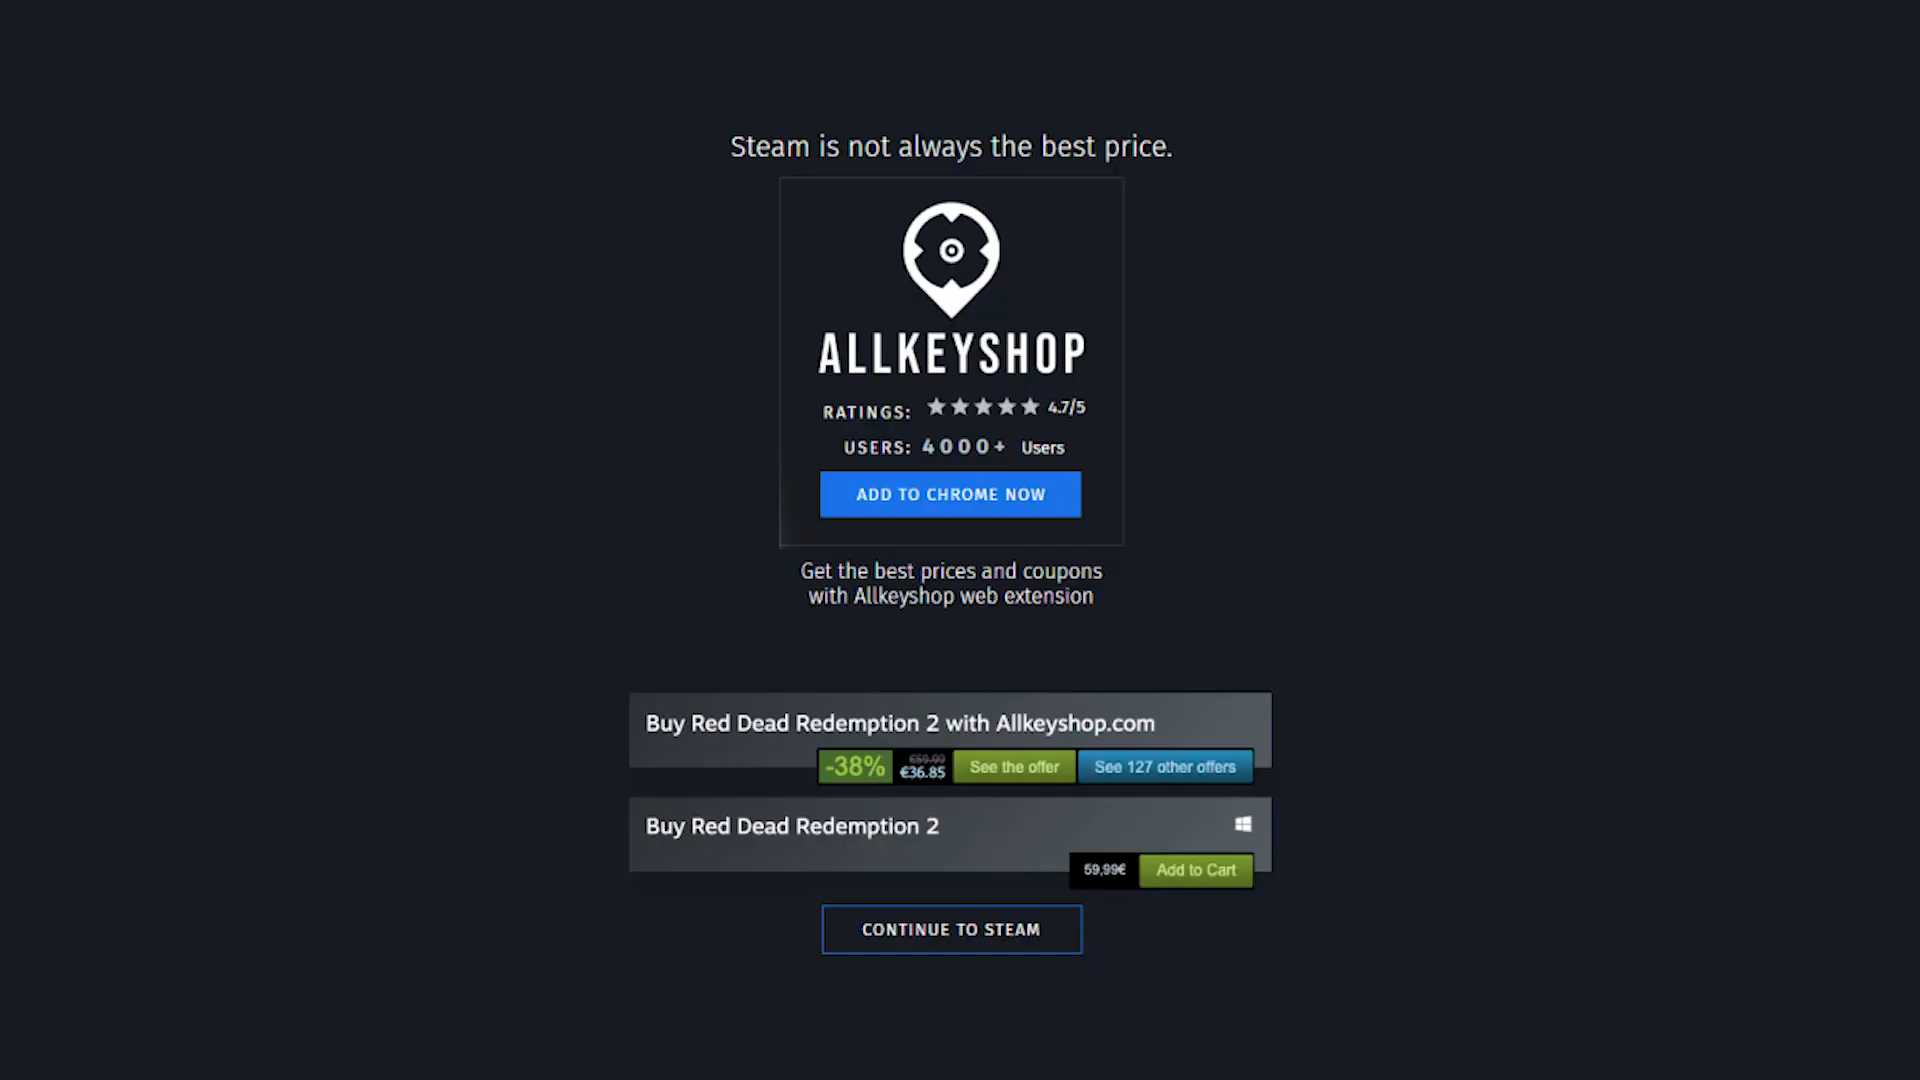 Steam is not always the best price.
ALLKEYSHOP
RATINGS: 4.7/5
USERS: 4000+ Users
ADD TO CHROME NOW
Get the best prices and coupons
with Allkeyshop web extension
Buy Red Dead Redemption 2 with Allkeyshop.com
-38% €59.99 €36.85 See the offer See 127 other offers
Buy Red Dead Redemption 2
59,99€ Add to Cart
CONTINUE TO STEAM